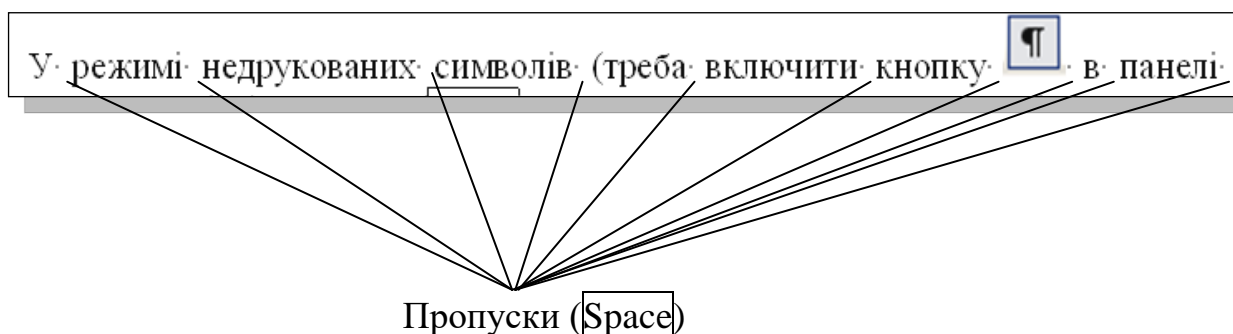 У· режимі· недрукованих· символів· (треба· включити· кнопку· ¶ · в· панелі·
Пропуски (Space)